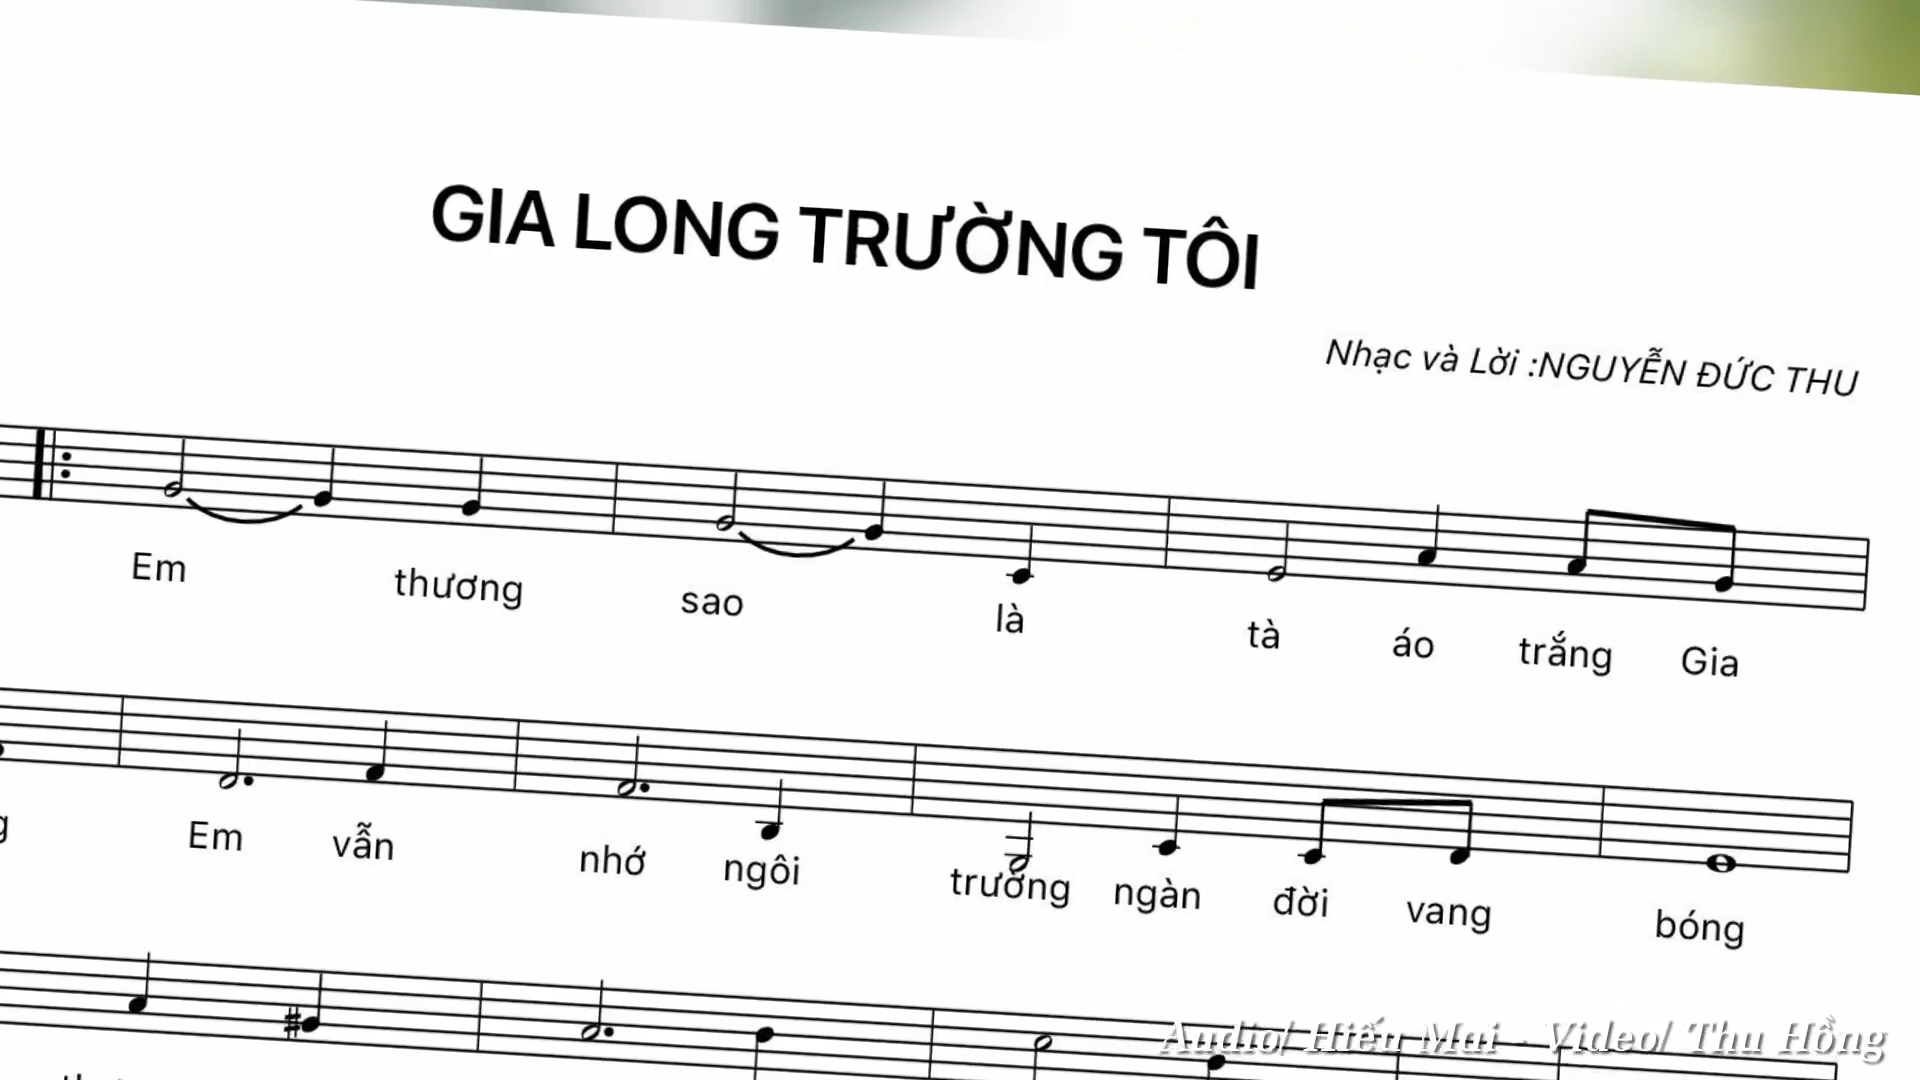 GIA LONG TRƯỜNG TÔI
Nhạc và Lời :NGUYỄN ĐỨC THU
Em thương sao là tà áo trắng Gia
Em vẫn nhớ ngôi trường ngàn đời vang bóng
Audio/ Hiếu Mai - Video/ Thu Hồng